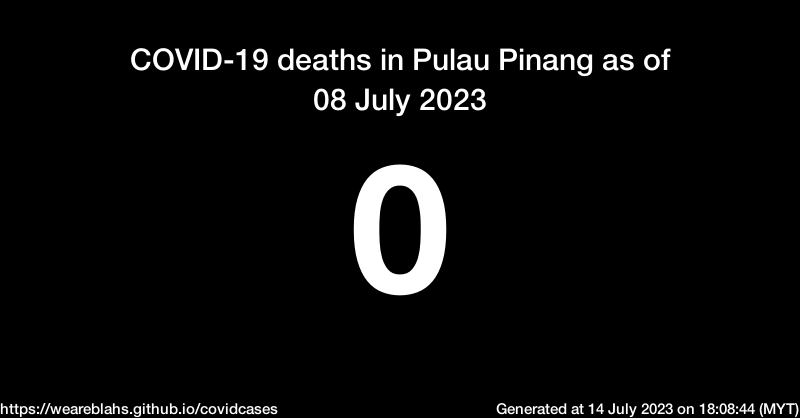 COVID-19 deaths in Pulau Pinang as of
08 July 2023
0
https://weareblahs.github.io/covidcases
Generated at 14 July 2023 on 18:08:44 (MYT)